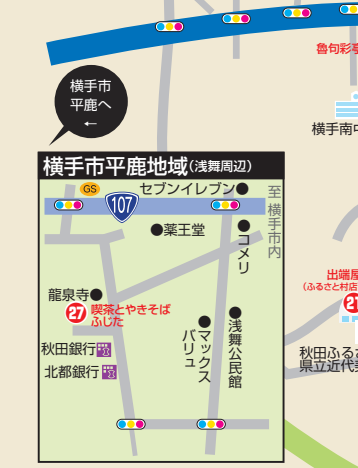 魯句彩亭
横手市
平鹿へ
←
横手南中
横手市平鹿地域(浅舞周辺)
GS
セブンイレブン
至横手市内
107
薬王堂
コメリ
出端屋
(ふるさと村店
龍泉寺
27 喫茶とやきそば
ふじた
マックス
バリュ
浅舞公民館
秋田銀行
北都銀行
秋田ふるさ
県立近代美